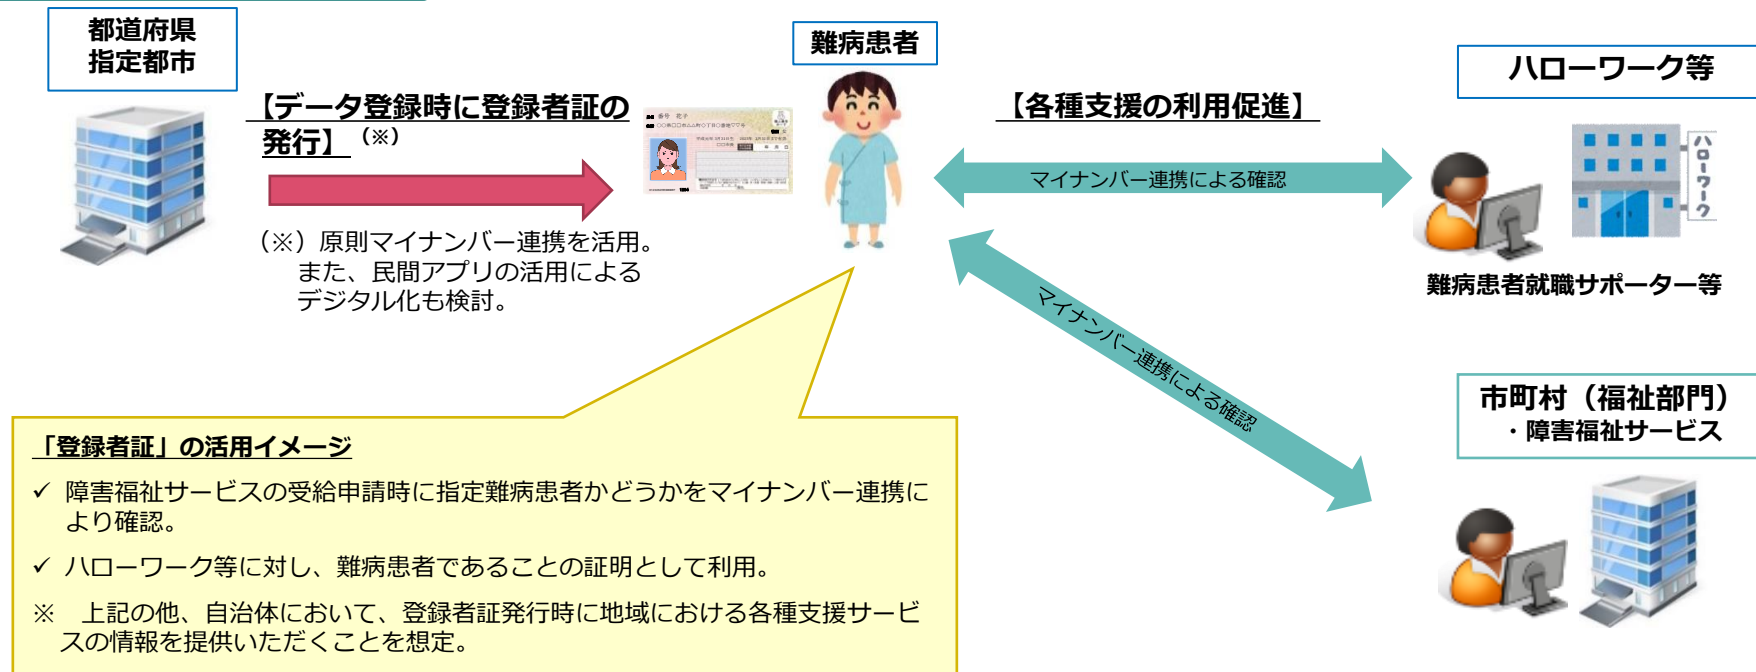 都道府県
指定都市
【データ登録時に登録者証の
発行】（※）
（※）原則マイナンバー連携を活用。
また、民間アプリの活用による
デジタル化も検討。
難病患者
番号 花子
【各種支援の利用促進】
マイナンバー連携による確認
マイナンバー連携による確認
ハローワーク等
ハローワーク
難病患者就職サポーター等
市町村（福祉部門）
・障害福祉サービス
「登録者証」の活用イメージ
✓ 障害福祉サービスの受給申請時に指定難病患者かどうかをマイナンバー連携に
より確認。
✓ ハローワーク等に対し、難病患者であることの証明として利用。
※ 上記の他、自治体において、登録者証発行時に地域における各種支援サービ
スの情報を提供いただくことを想定。